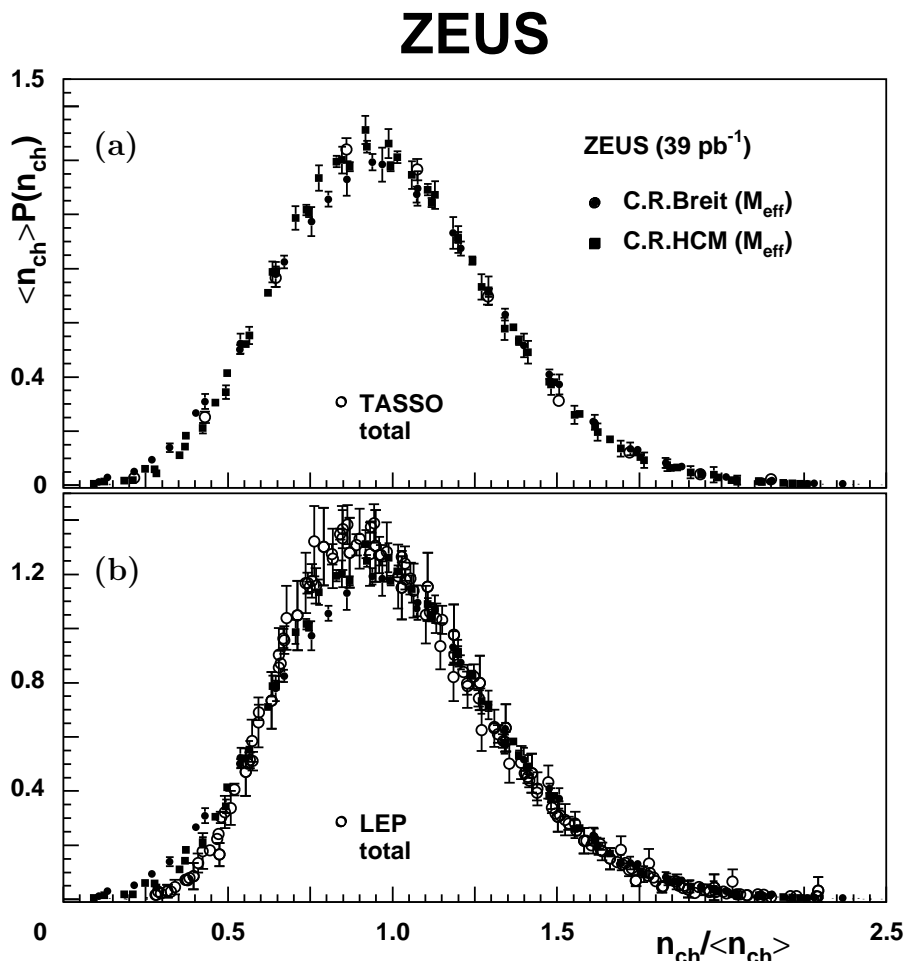 ZEUS
1.5
(a)
ZEUS (39 pb⁻¹)
C.R.Breit (M_eff)
C.R.HCM (M_eff)
<n_ch>P(n_ch)
0.4
TASSO
total
0
(b)
1.2
0.8
0.4
LEP
total
0 0.5 1.0 1.5 2.5
n_ch/<n_ch>